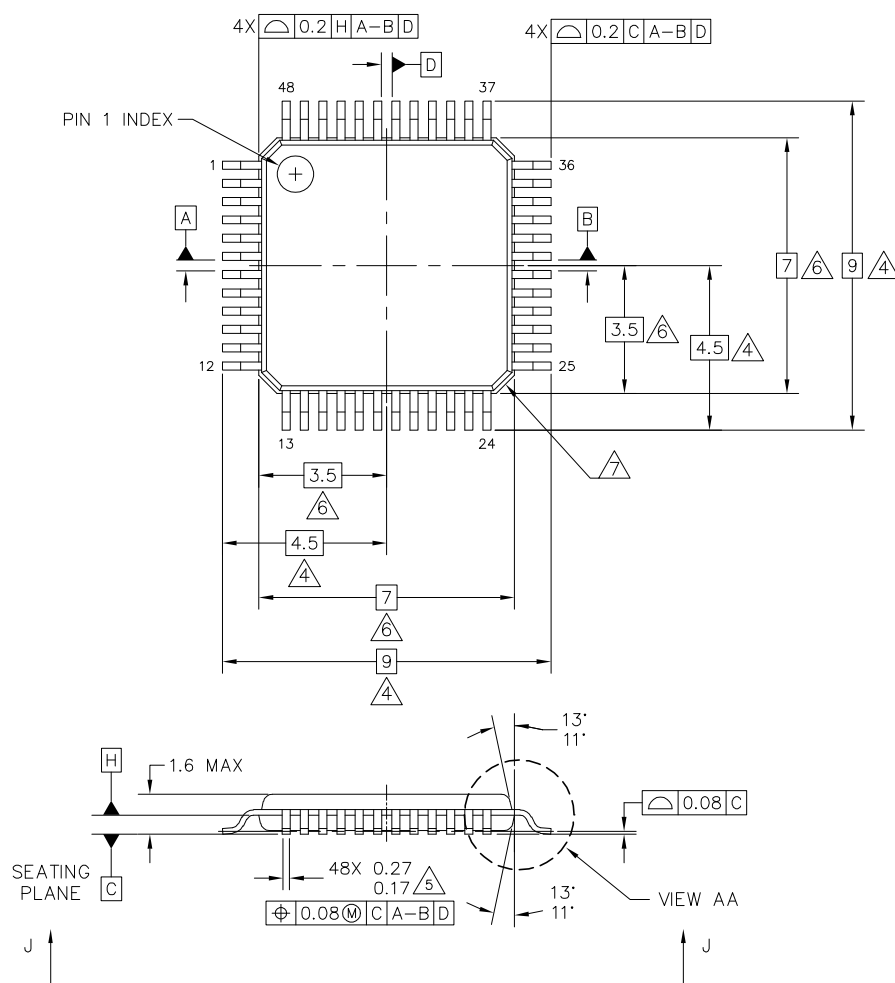 4X ⌓ 0.2 H A-B D
4X ⌓ 0.2 C A-B D
D
48 37
PIN 1 INDEX
1 36
A B
7 6 9 4
3.5 6
4.5 4
12 25
13 24
7
3.5
6
4.5
4
7
6
9
4
13°
11°
H
1.6 MAX
⌓ 0.08 C
SEATING
PLANE
C
48X 0.27
0.17 5
⌖ 0.08 Ⓜ C A-B D
13°
11°
VIEW AA
J J